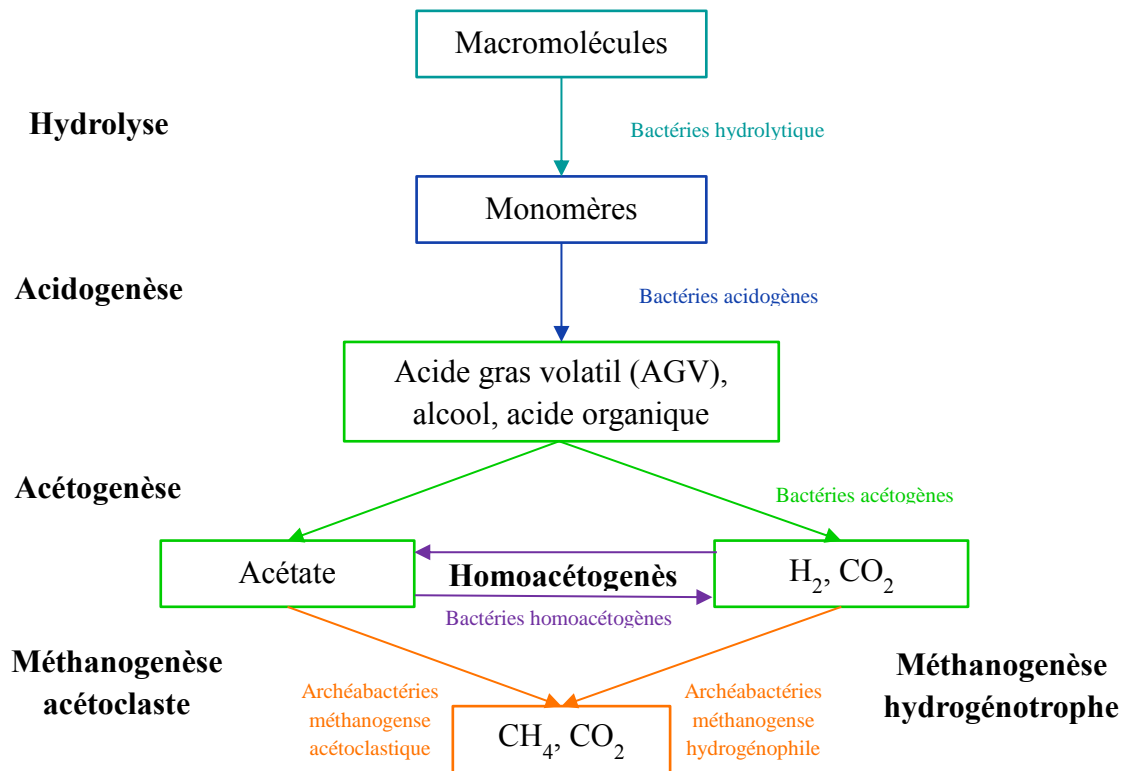 Macromolécules
Hydrolyse
Bactéries hydrolytique
Monomères
Acidogenèse
Bactéries acidogènes
Acide gras volatil (AGV),
alcool, acide organique
Acétogenèse
Bactéries acétogènes
Acétate
Homoacétogenès
H₂, CO₂
Bactéries homoacétogènes
Méthanogenèse
acétoclaste
Archéabactéries
méthanogense
acétoclastique
Archéabactéries
méthanogense
hydrogénophile
Méthanogenèse
hydrogénotrophe
CH₄, CO₂